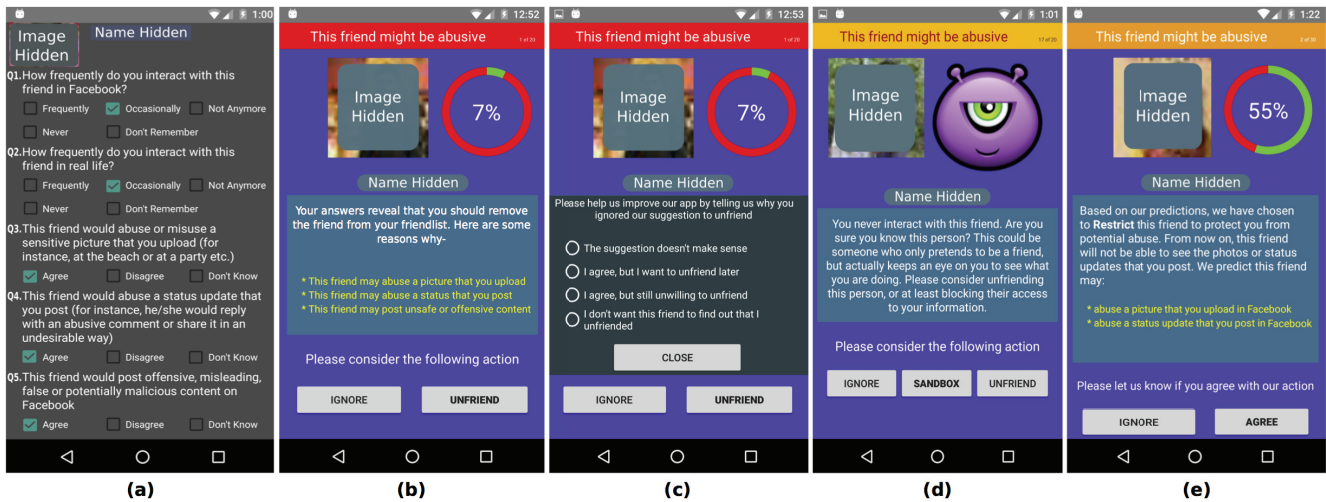 1:00
Image
Hidden
Name Hidden
Q1.How frequently do you interact with this
friend in Facebook?
Frequently Occasionally Not Anymore
Never Don't Remember
Q2.How frequently do you interact with this
friend in real life?
Frequently Occasionally Not Anymore
Never Don't Remember
Q3.This friend would abuse or misuse a
sensitive picture that you upload (for
instance, at the beach or at a party etc.)
Agree Disagree Don't Know
Q4.This friend would abuse a status update that
you post (for instance, he/she would reply
with an abusive comment or share it in an
undesirable way)
Agree Disagree Don't Know
Q5.This friend would post offensive, misleading,
false or potentially malicious content on
Facebook
Agree Disagree Don't Know
(a)
12:52
This friend might be abusive 1 of 20
Image
Hidden
7%
Name Hidden
Your answers reveal that you should remove
the friend from your friendlist. Here are some
reasons why-
* This friend may abuse a picture that you upload
* This friend may abuse a status that you post
* This friend may post unsafe or offensive content
Please consider the following action
IGNORE UNFRIEND
(b)
12:53
This friend might be abusive 1 of 20
Image
Hidden
7%
Name Hidden
Please help us improve our app by telling us why you
ignored our suggestion to unfriend
The suggestion doesn't make sense
I agree, but I want to unfriend later
I agree, but still unwilling to unfriend
I don't want this friend to find out that I
unfriended
CLOSE
IGNORE UNFRIEND
(c)
1:01
This friend might be abusive 17 of 20
Image
Hidden
Name Hidden
You never interact with this friend. Are you
sure you know this person? This could be
someone who only pretends to be a friend,
but actually keeps an eye on you to see what
you are doing. Please consider unfriending
this person, or at least blocking their access
to your information.
Please consider the following action
IGNORE SANDBOX UNFRIEND
(d)
1:22
This friend might be abusive 2 of 30
Image
Hidden
55%
Name Hidden
Based on our predictions, we have chosen
to Restrict this friend to protect you from
potential abuse. From now on, this friend
will not be able to see the photos or status
updates that you post. We predict this friend
may:
* abuse a picture that you upload in Facebook
* abuse a status update that you post in Facebook
Please let us know if you agree with our action
IGNORE AGREE
(e)